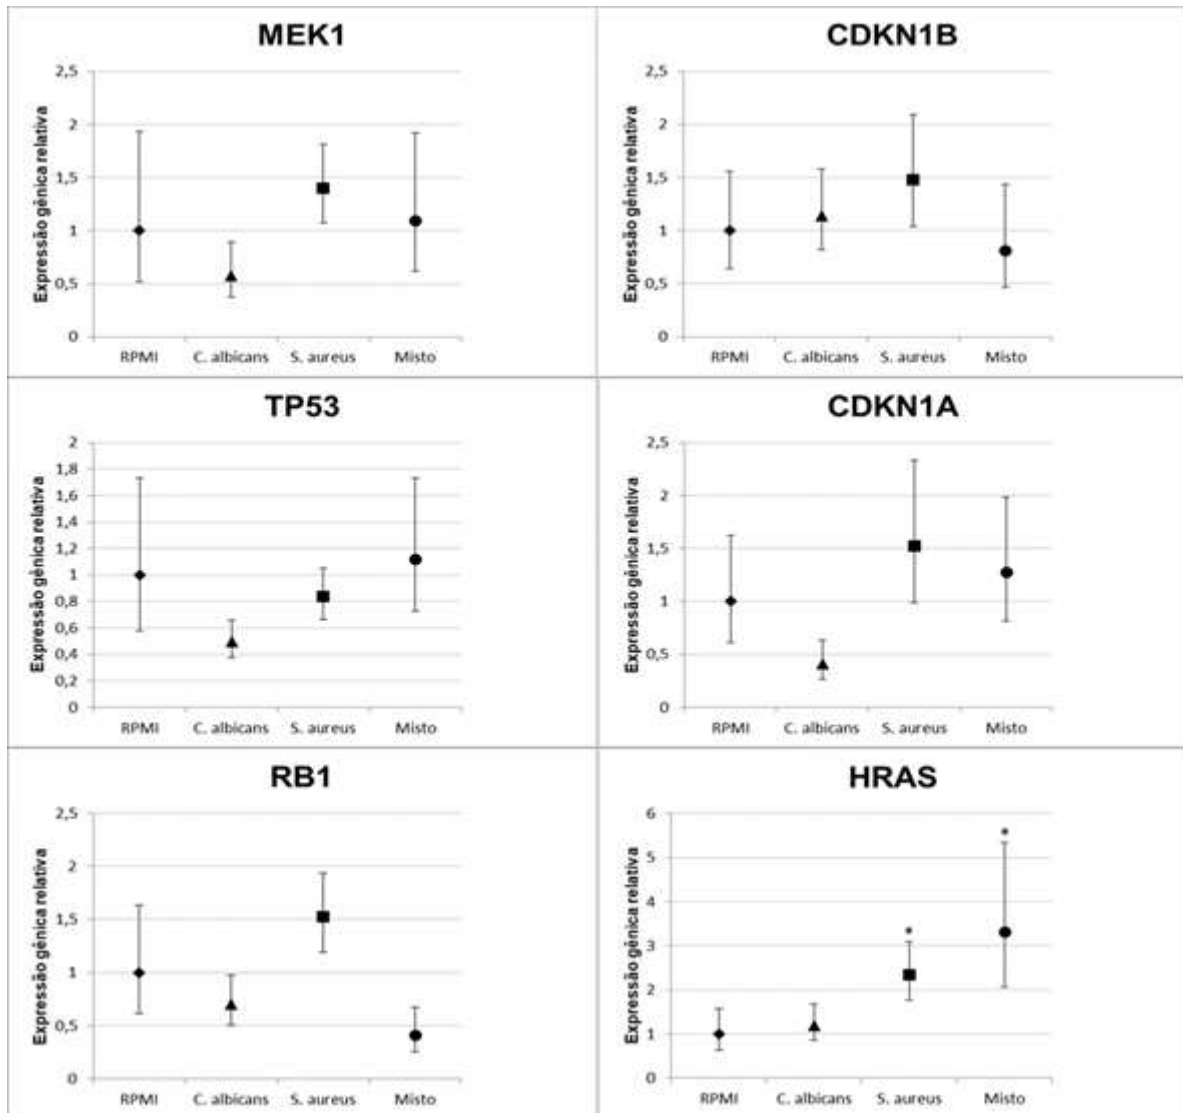 MEK1
Expressão gênica relativa
2,5
2
1,5
1
0,5
0
RPMI C. albicans S. aureus Misto
CDKN1B
Expressão gênica relativa
2,5
2
1,5
1
0,5
0
RPMI C. albicans S. aureus Misto
TP53
Expressão gênica relativa
2
1,8
1,6
1,4
1,2
1
0,8
0,6
0,4
0,2
0
RPMI C. albicans S. aureus Misto
CDKN1A
Expressão gênica relativa
2,5
2
1,5
1
0,5
0
RPMI C. albicans S. aureus Misto
RB1
Expressão gênica relativa
2,5
2
1,5
1
0,5
0
RPMI C. albicans S. aureus Misto
HRAS
Expressão gênica relativa
6
5
4
3
2
1
0
*
*
RPMI C. albicans S. aureus Misto